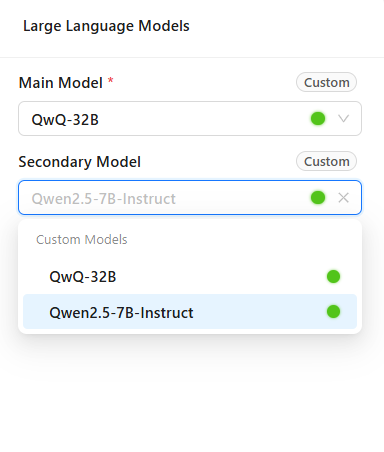 Large Language Models
Main Model * Custom
QwQ-32B
Secondary Model Custom
Qwen2.5-7B-Instruct
Custom Models
QwQ-32B
Qwen2.5-7B-Instruct